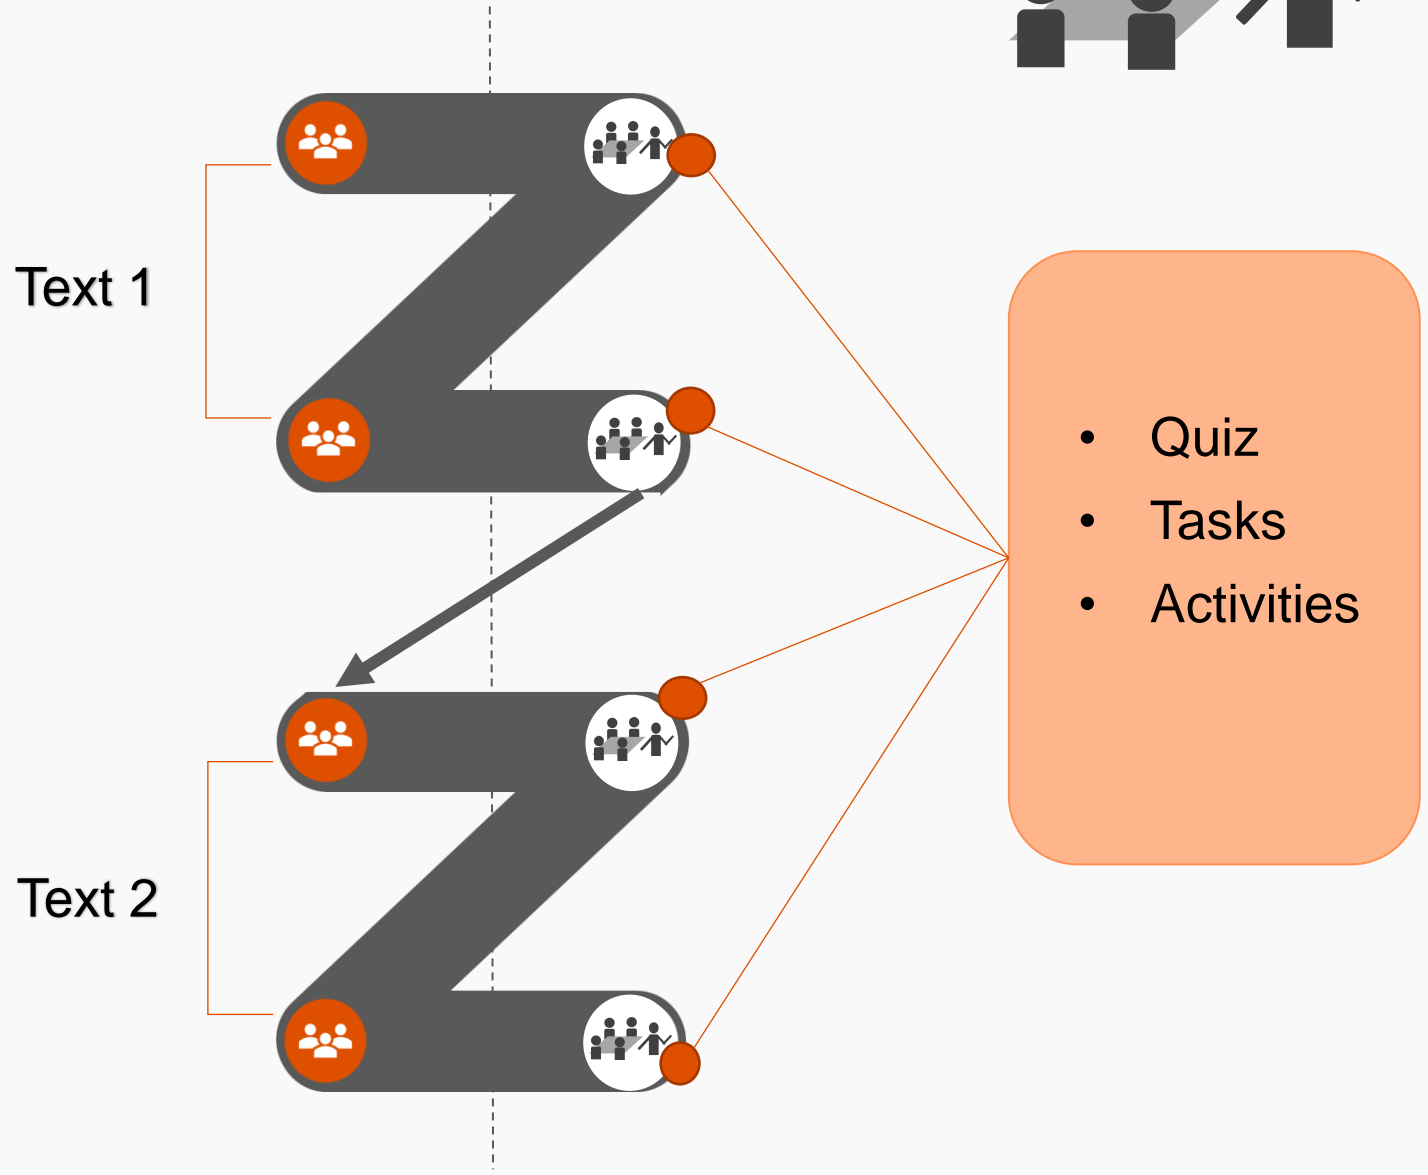 Text 1
• Quiz
• Tasks
• Activities
Text 2